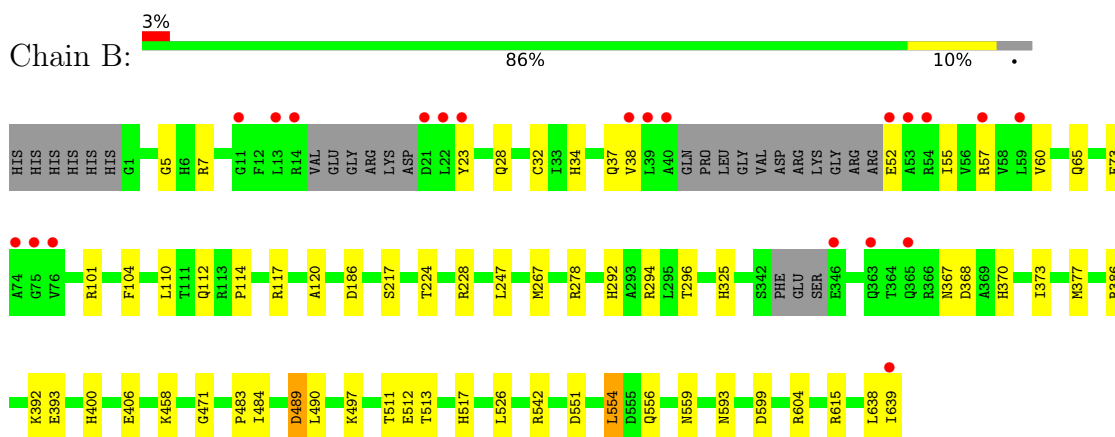 3%
Chain B:
86% 10% •
HIS HIS HIS HIS HIS HIS G1 G5 H6 R7 G11 F12 L13 R14 VAL GLU GLY ARG LYS ASP D21 L22 Y23 Q28 C32 I33 H34 Q37 V38 L39 A40 GLN PRO LEU GLY VAL ASP ARG LYS GLY ARG ARG E52 A53 R54 I55 V56 R57 V58 L59 V60 Q65 E73
A74 G75 V76 R101 F104 L110 T111 Q112 R113 P114 R117 A120 D186 S217 T224 R228 L247 M267 R278 H292 A293 R294 L295 T296 H325 S342 PHE GLU SER E346 Q363 T364 Q365 R366 N367 D368 A369 H370 I373 M377
K392 E393 H400 E406 K458 G471 P483 I484 D489 L490 K497 T511 E512 T513 H517 L526 R542 D551 L554 D555 Q556 N559 N593 D599 R604 R615 L638 I639